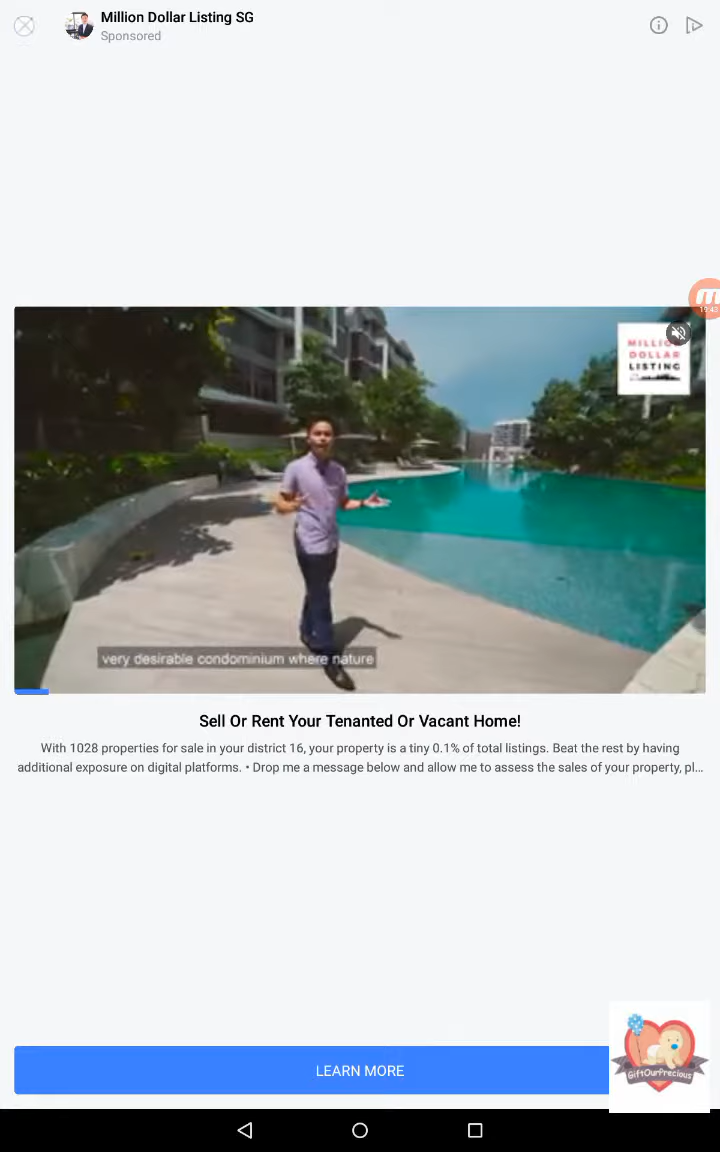 Million Dollar Listing SG
Sponsored
19:43
MILLIO
DOLLAR
LISTING
very desirable condominium where nature
Sell Or Rent Your Tenanted Or Vacant Home!
With 1028 properties for sale in your district 16, your property is a tiny 0.1% of total listings. Beat the rest by having
additional exposure on digital platforms. • Drop me a message below and allow me to assess the sales of your property, pl...
LEARN MORE
GiftOurPrecious